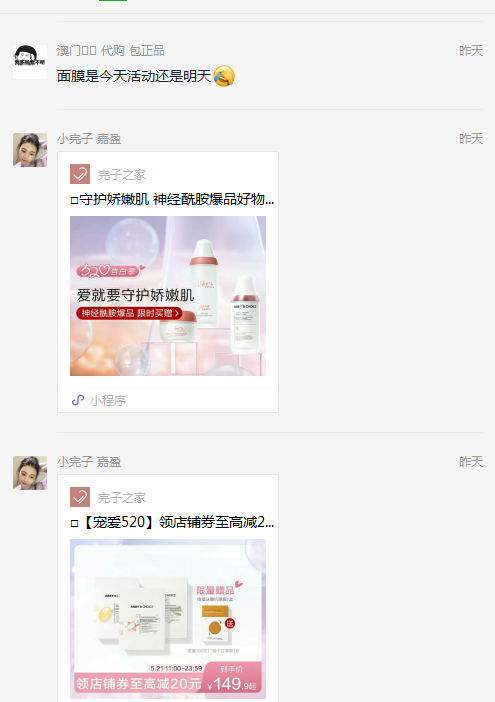 澳门 代购 包正品
昨天
面膜是今天活动还是明天
小完子 嘉盈
昨天
完子之家
□守护娇嫩肌 神经酰胺爆品好物...
520告白季
爱就要守护娇嫩肌
神经酰胺爆品 限时买赠
小程序
小完子 嘉盈
昨天
完子之家
□【宠爱520】领店铺券至高减2...
ABBY'S CHOICE
限量赠品
送
5.21 11:00~23:59
到手价
领店铺券至高减20元
¥149.9起